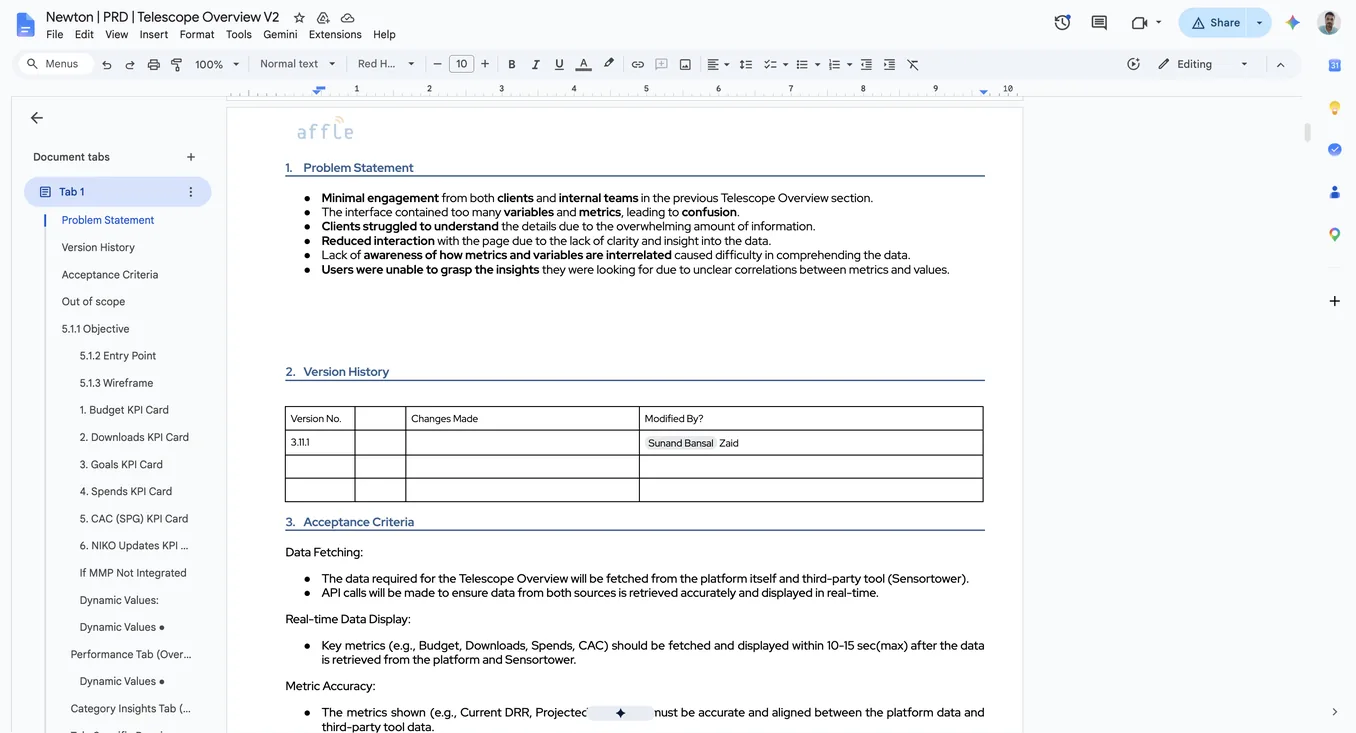 Newton | PRD | Telescope Overview V2
File Edit View Insert Format Tools Gemini Extensions Help
Share
Menus 100% Normal text Red H... 10 Editing
1 2 3 4 5 6 7 8 9 10
31
Document tabs
Tab 1
Problem Statement
Version History
Acceptance Criteria
Out of scope
5.1.1 Objective
5.1.2 Entry Point
5.1.3 Wireframe
1. Budget KPI Card
2. Downloads KPI Card
3. Goals KPI Card
4. Spends KPI Card
5. CAC (SPG) KPI Card
6. NIKO Updates KPI ...
If MMP Not Integrated
Dynamic Values:
Dynamic Values ●
Performance Tab (Over...
Dynamic Values ●
Category Insights Tab (...
affle
1. Problem Statement
● Minimal engagement from both clients and internal teams in the previous Telescope Overview section.
● The interface contained too many variables and metrics, leading to confusion.
● Clients struggled to understand the details due to the overwhelming amount of information.
● Reduced interaction with the page due to the lack of clarity and insight into the data.
● Lack of awareness of how metrics and variables are interrelated caused difficulty in comprehending the data.
● Users were unable to grasp the insights they were looking for due to unclear correlations between metrics and values.
2. Version History
Version No. Changes Made Modified By?
3.11.1 Sunand Bansal Zaid
3. Acceptance Criteria
Data Fetching:
● The data required for the Telescope Overview will be fetched from the platform itself and third-party tool (Sensortower).
● API calls will be made to ensure data from both sources is retrieved accurately and displayed in real-time.
Real-time Data Display:
● Key metrics (e.g., Budget, Downloads, Spends, CAC) should be fetched and displayed within 10-15 sec(max) after the data
is retrieved from the platform and Sensortower.
Metric Accuracy:
● The metrics shown (e.g., Current DRR, Projected must be accurate and aligned between the platform data and
third-party tool data.